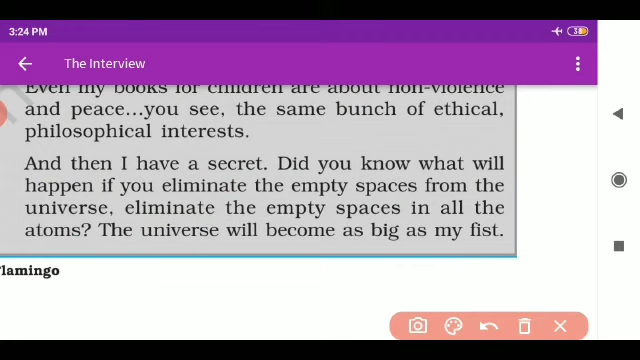 3:24 PM
38
The Interview
Even my books for children are about non-violence
and peace...you see, the same bunch of ethical,
philosophical interests.
And then I have a secret. Did you know what will
happen if you eliminate the empty spaces from the
universe, eliminate the empty spaces in all the
atoms? The universe will become as big as my fist.
lamingo